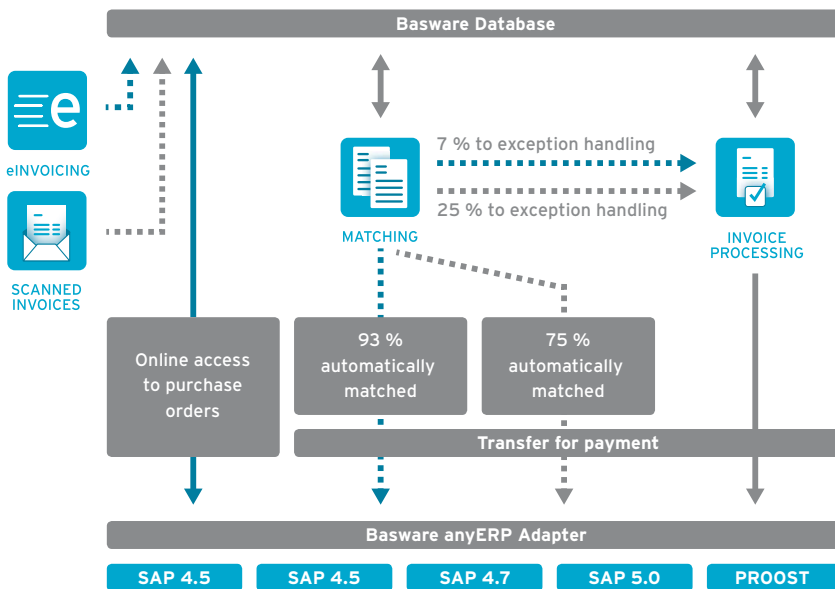 Basware Database
e
eINVOICING
SCANNED
INVOICES
7 % to exception handling
25 % to exception handling
MATCHING
INVOICE
PROCESSING
Online access
to purchase
orders
93 %
automatically
matched
75 %
automatically
matched
Transfer for payment
Basware anyERP Adapter
SAP 4.5
SAP 4.5
SAP 4.7
SAP 5.0
PROOST